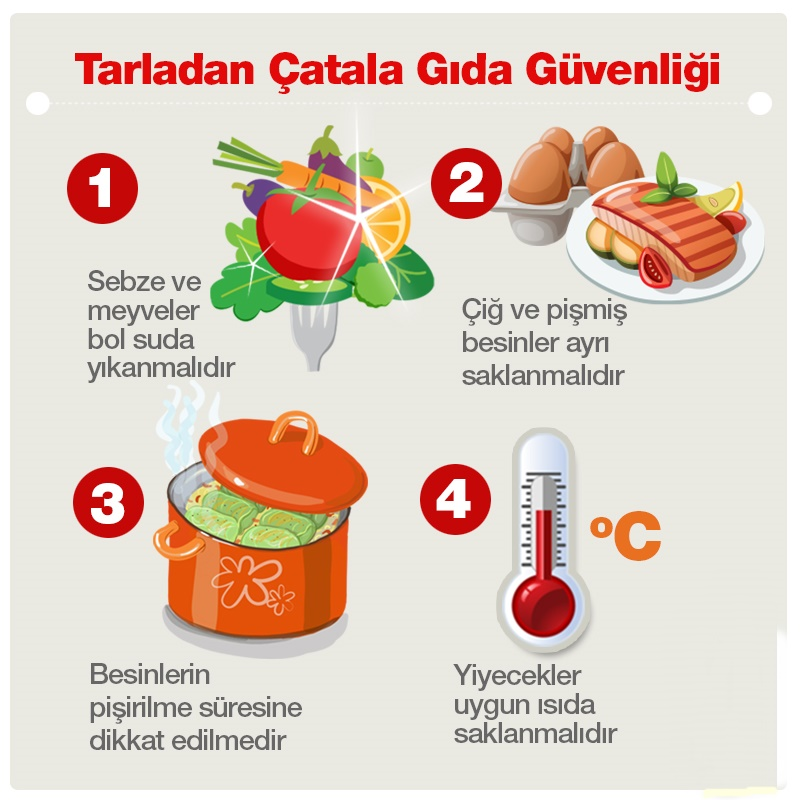 Tarladan Çatala Gıda Güvenliği
1
Sebze ve
meyveler
bol suda
yıkanmalıdır
2
Çiğ ve pişmiş
besinler ayrı
saklanmalıdır
3
Besinlerin
pişirilme süresine
dikkat edilmedir
4
°C
Yiyecekler
uygun ısıda
saklanmalıdır